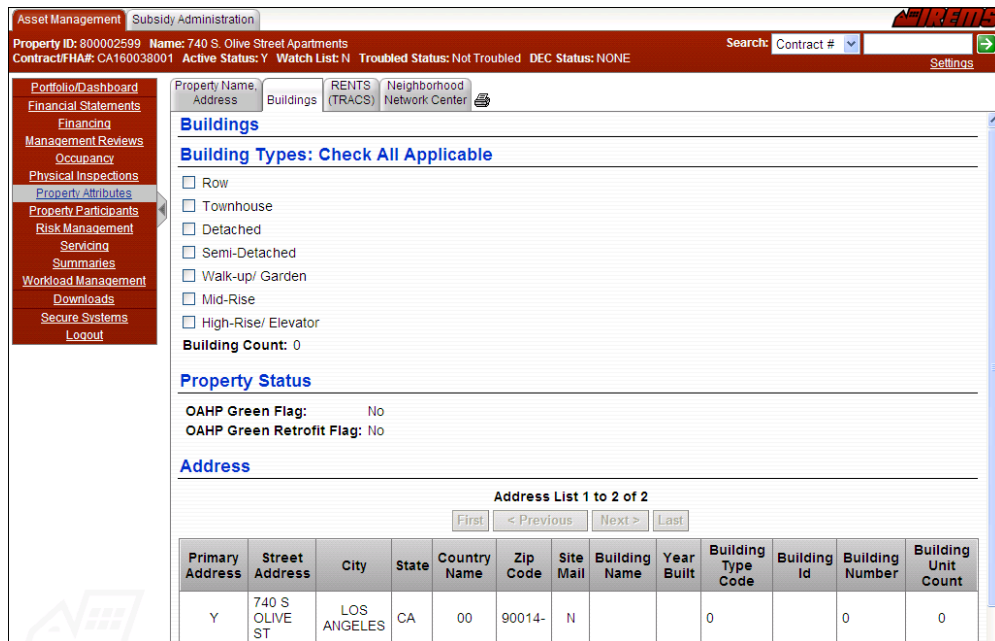 Asset Management Subsidy Administration
iREMS
Property ID: 800002599 Name: 740 S. Olive Street Apartments
Contract/FHA#: CA160038001 Active Status: Y Watch List: N Troubled Status: Not Troubled DEC Status: NONE
Search: Contract #
Settings
Portfolio/Dashboard
Financial Statements
Financing
Management Reviews
Occupancy
Physical Inspections
Property Attributes
Property Participants
Risk Management
Servicing
Summaries
Workload Management
Downloads
Secure Systems
Logout
Property Name, Address
Buildings
RENTS (TRACS)
Neighborhood Network Center
Buildings
Building Types: Check All Applicable
Row
Townhouse
Detached
Semi-Detached
Walk-up/ Garden
Mid-Rise
High-Rise/ Elevator
Building Count: 0
Property Status
OAHP Green Flag: No
OAHP Green Retrofit Flag: No
Address
Address List 1 to 2 of 2
First < Previous Next > Last
Primary Address Street Address City State Country Name Zip Code Site Mail Building Name Year Built Building Type Code Building Id Building Number Building Unit Count
Y 740 S OLIVE ST LOS ANGELES CA 00 90014- N 0 0 0